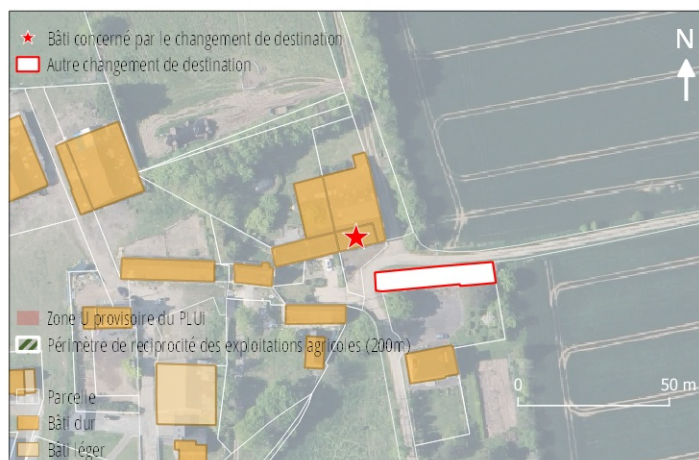 Bâti concerné par le changement de destination
Autre changement de destination
N
Zone U provisoire du PLUi
Périmètre de réciprocité des exploitations agricoles (200m)
Parcelle
Bâti dur
Bâti léger
0 50 m